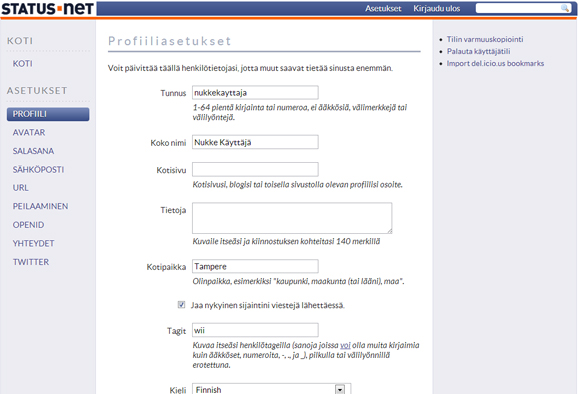 STATUS·NET
Asetukset Kirjaudu ulos
KOTI
KOTI
ASETUKSET
PROFIILI
AVATAR
SALASANA
SÄHKÖPOSTI
URL
PEILAAMINEN
OPENID
YHTEYDET
TWITTER
Profiiliasetukset
Voit päivittää täällä henkilötietojasi, jotta muut saavat tietää sinusta enemmän.
Tunnus nukkekayttaja
1-64 pientä kirjainta tai numeroa, ei ääkkösiä, välimerkkejä tai
välilyöntejä.
Koko nimi Nukke Käyttäjä
Kotisivu
Kotisivusi, blogisi tai toisella sivustolla olevan profiilisi osoite.
Tietoja
Kuvalle itseäsi ja kiinnostuksen kohteitasi 140 merkillä
Kotipaikka Tampere
Olinpaikka, esimerkiksi "kaupunki, maakunta (tai lääni), maa".
Jaa nykyinen sijaintini viestejä lähettäessä.
Tagit wii
Kuvaa itseäsi henkilötageilla (sanoja joissa voi olla muita kirjaimia
kuin ääkköset, numeroita, -, ., ja _), pilkulla tai välilyönnillä
erotettuna.
Kieli Finnish
Tilin varmuuskopiointi
Palauta käyttäjätili
Import del.icio.us bookmarks